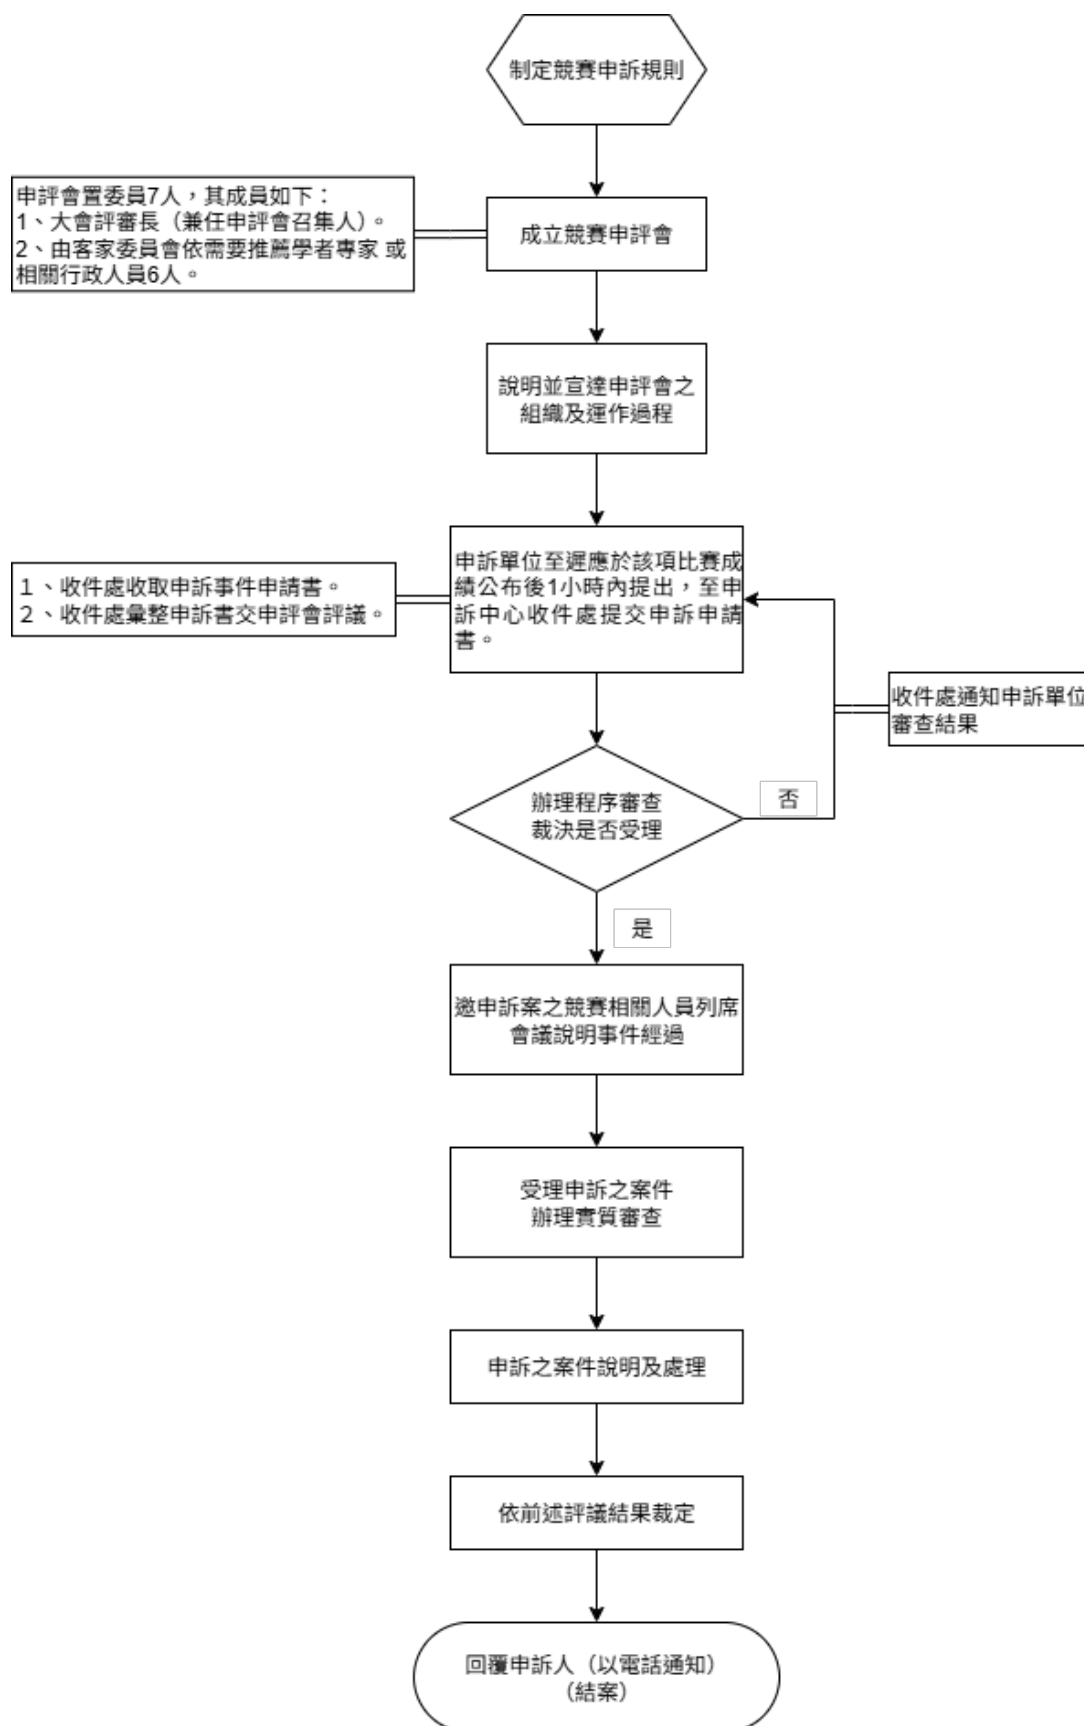 制定競賽申訴規則
申評會置委員7人，其成員如下：
1、大會評審長（兼任申評會召集人）。
2、由客家委員會依需要推薦學者專家 或
相關行政人員6人。
成立競賽申評會
說明並宣達申評會之
組織及運作過程
申訴單位至遲應於該項比賽成
績公布後1小時內提出，至申
訴中心收件處提交申訴申請
書。
１、收件處收取申訴事件申請書。
２、收件處彙整申訴書交申評會評議。
收件處通知申訴單位
審查結果
辦理程序審查
裁決是否受理
否
是
邀申訴案之競賽相關人員列席
會議說明事件經過
受理申訴之案件
辦理實質審查
申訴之案件說明及處理
依前述評議結果裁定
回覆申訴人（以電話通知）
（結案）